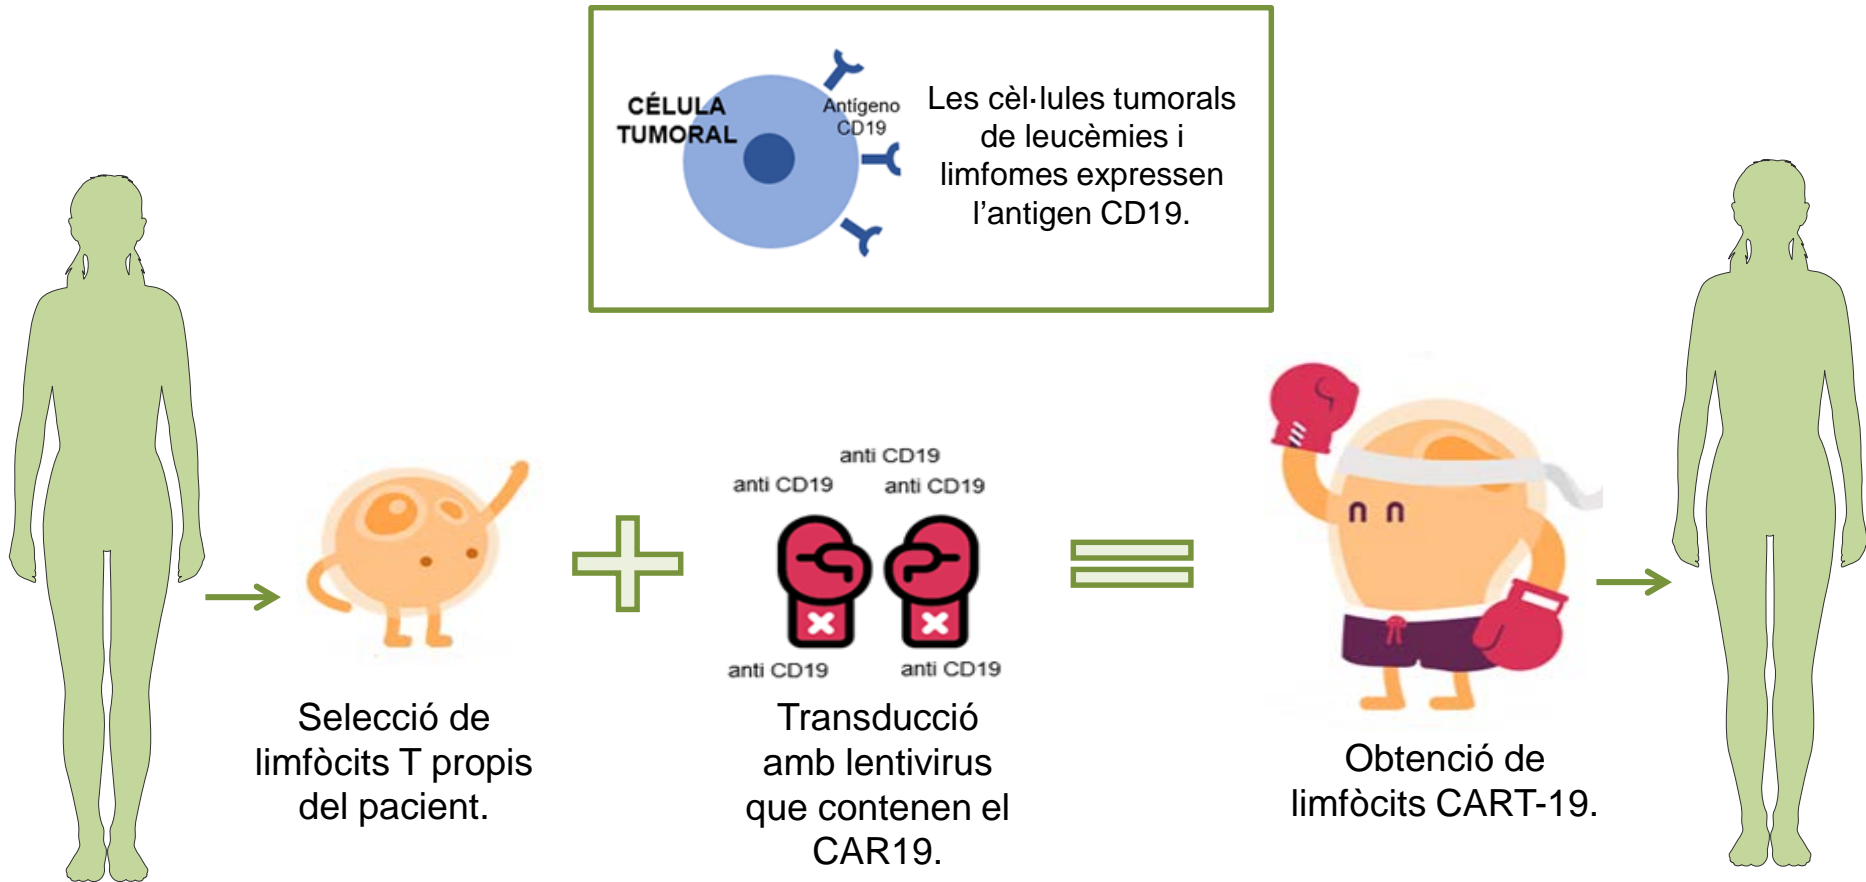 CÉLULA
TUMORAL
Antígeno
CD19
Les cèl·lules tumorals
de leucèmies i
limfomes expressen
l’antigen CD19.
anti CD19
anti CD19
anti CD19
anti CD19
anti CD19
Selecció de
limfòcits T propis
del pacient.
Transducció
amb lentivirus
que contenen el
CAR19.
Obtenció de
limfòcits CART-19.